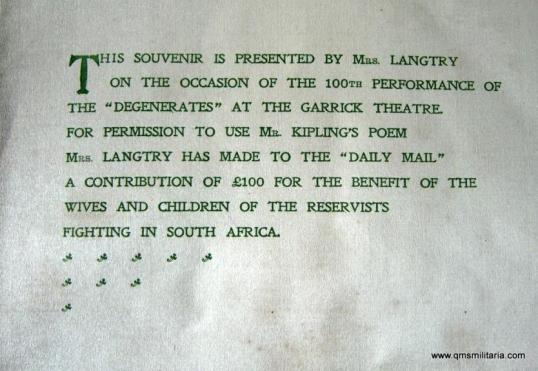 THIS SOUVENIR IS PRESENTED BY MRS. LANGTRY
ON THE OCCASION OF THE 100TH PERFORMANCE OF
THE "DEGENERATES" AT THE GARRICK THEATRE.
FOR PERMISSION TO USE MR. KIPLING'S POEM
MRS. LANGTRY HAS MADE TO THE "DAILY MAIL"
A CONTRIBUTION OF £100 FOR THE BENEFIT OF THE
WIVES AND CHILDREN OF THE RESERVISTS
FIGHTING IN SOUTH AFRICA.
www.qmsmilitaria.com